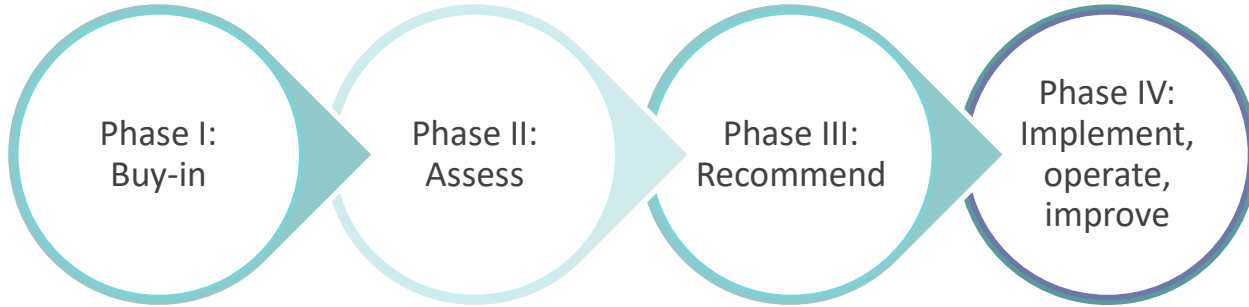 Phase I:
Buy-in
Phase II:
Assess
Phase III:
Recommend
Phase IV:
Implement,
operate,
improve